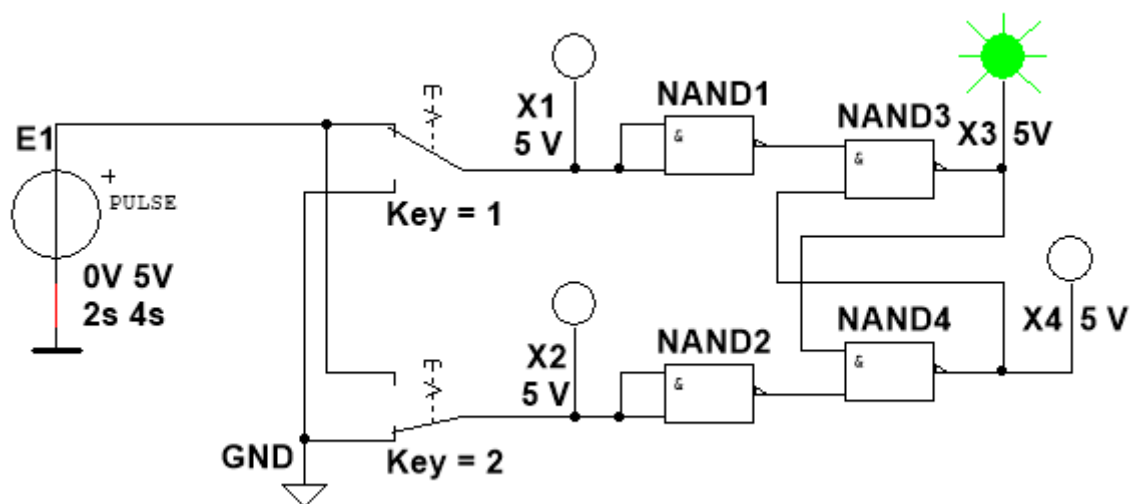 E1
PULSE
0V 5V
2s 4s
GND
Key = 1
Key = 2
X1
5 V
X2
5 V
NAND1
&
NAND2
&
NAND3
&
NAND4
&
X3 5V
X4 5 V